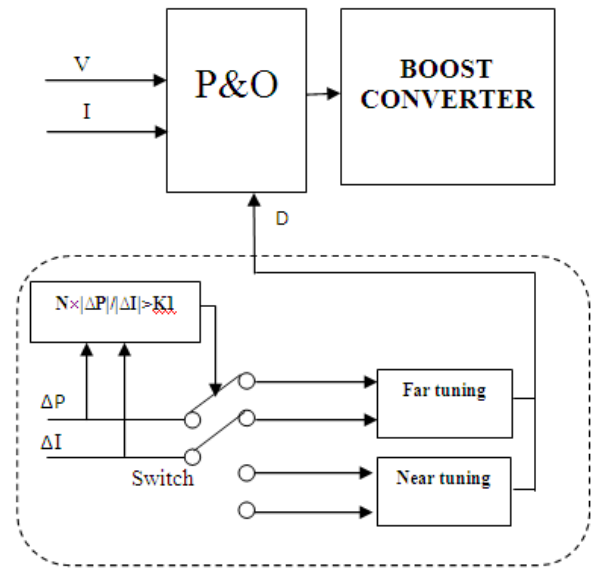 V
I
P&O
BOOST
CONVERTER
D
N×|ΔP|/|ΔI|>K1
ΔP
ΔI
Switch
Far tuning
Near tuning